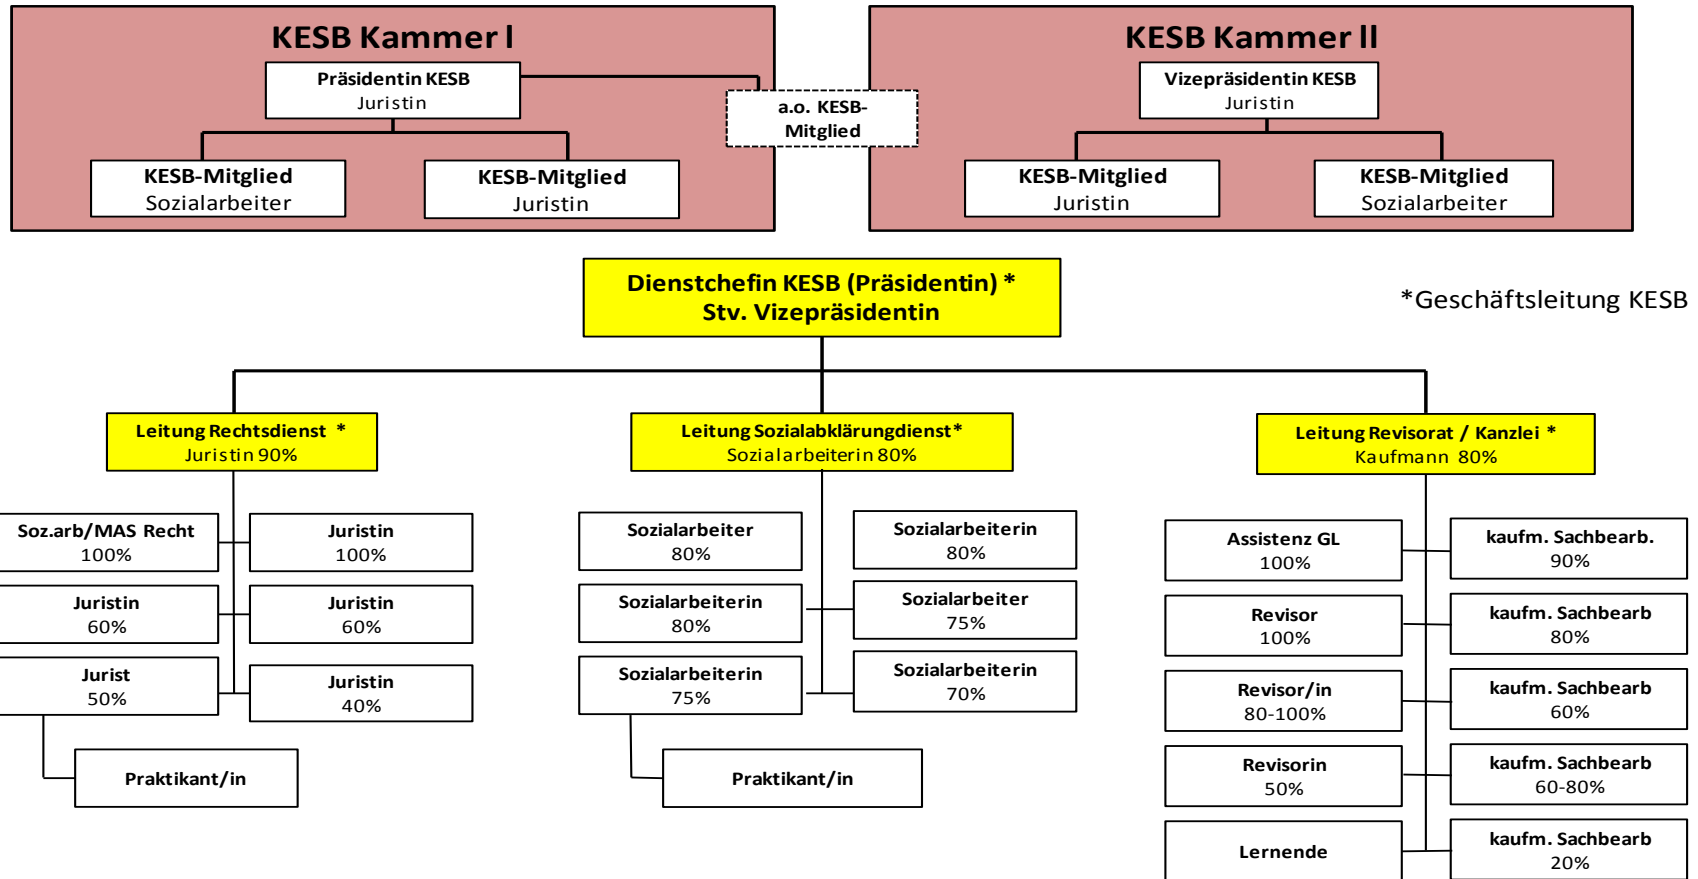 KESB Kammer I
Präsidentin KESB
Juristin
KESB-Mitglied
Sozialarbeiter
KESB-Mitglied
Juristin
a.o. KESB-
Mitglied
KESB Kammer II
Vizepräsidentin KESB
Juristin
KESB-Mitglied
Juristin
KESB-Mitglied
Sozialarbeiter
Dienstchefin KESB (Präsidentin) *
Stv. Vizepräsidentin
*Geschäftsleitung KESB
Leitung Rechtsdienst *
Juristin 90%
Soz.arb/MAS Recht
100%
Juristin
100%
Juristin
60%
Juristin
60%
Jurist
50%
Juristin
40%
Praktikant/in
Leitung Sozialabklärungdienst*
Sozialarbeiterin 80%
Sozialarbeiter
80%
Sozialarbeiterin
80%
Sozialarbeiterin
80%
Sozialarbeiter
75%
Sozialarbeiterin
75%
Sozialarbeiterin
70%
Praktikant/in
Leitung Revisorat / Kanzlei *
Kaufmann 80%
Assistenz GL
100%
kaufm. Sachbearb.
90%
Revisor
100%
kaufm. Sachbearb
80%
Revisor/in
80-100%
kaufm. Sachbearb
60%
Revisorin
50%
kaufm. Sachbearb
60-80%
Lernende
kaufm. Sachbearb
20%